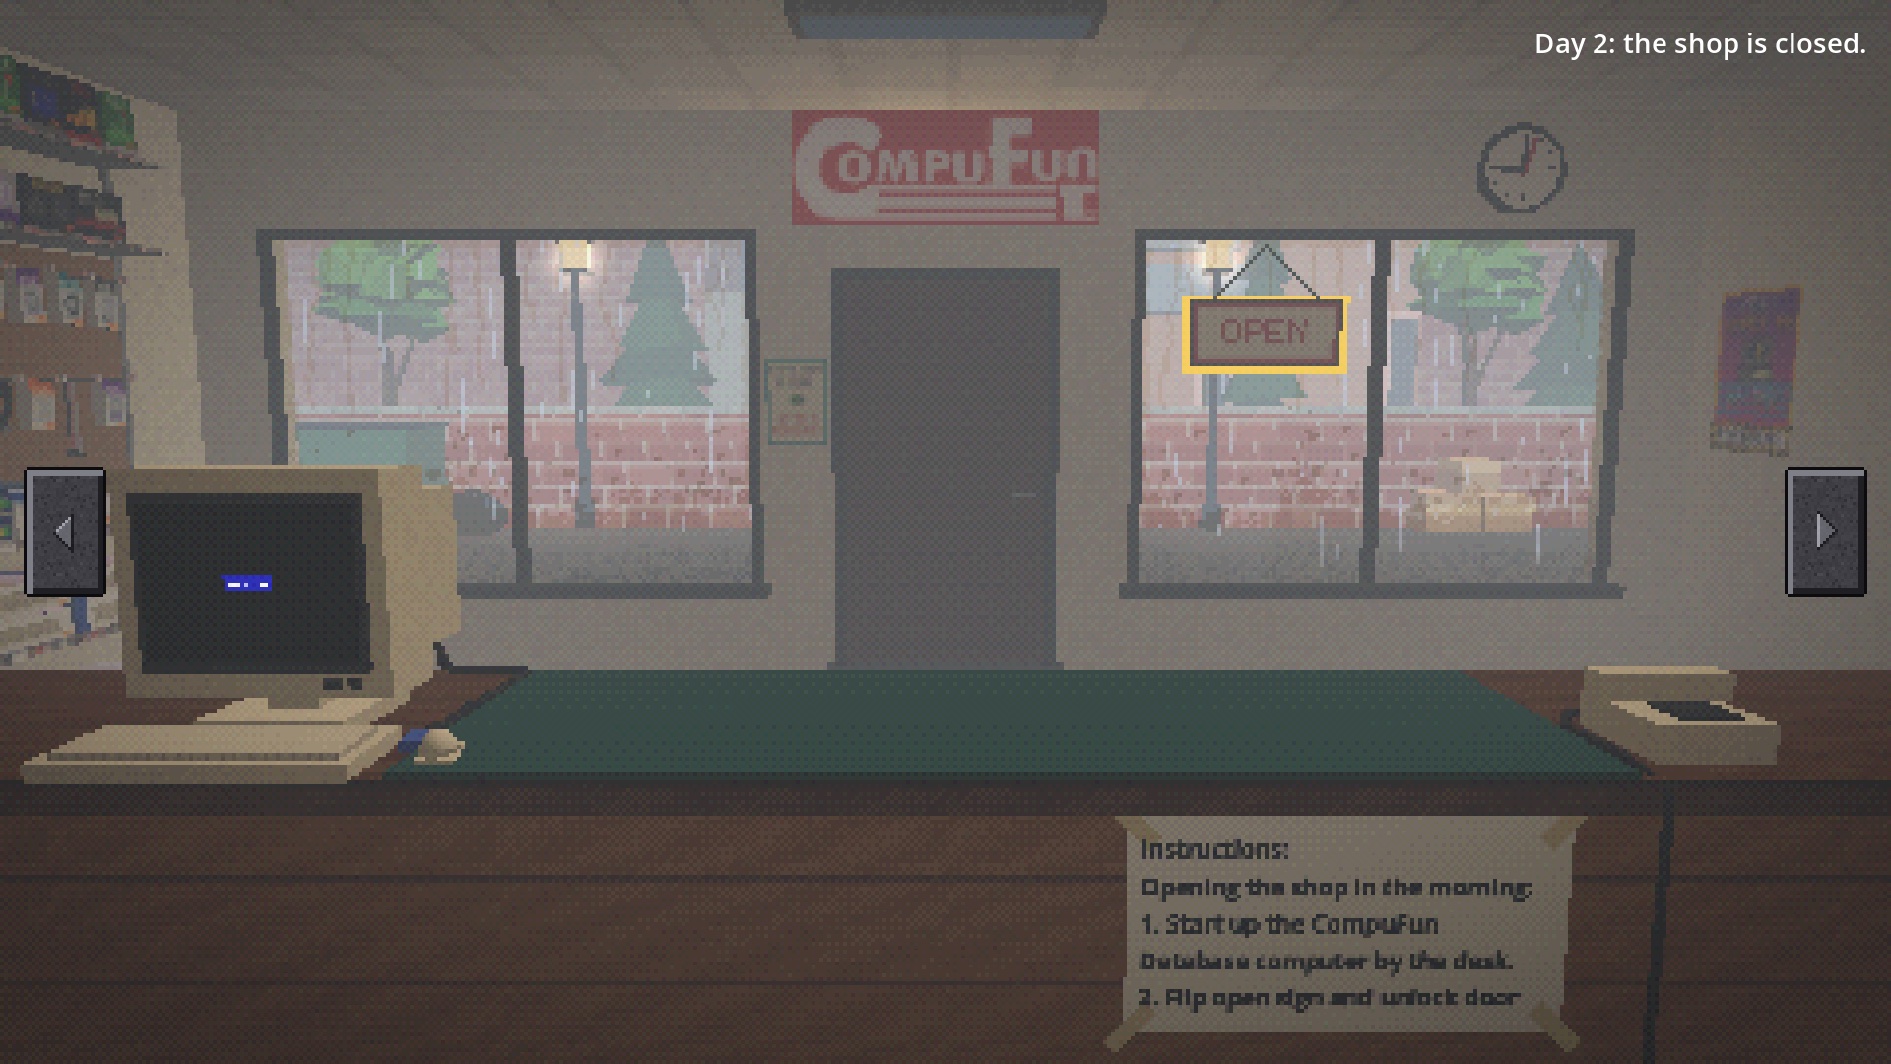 Day 2: the shop is closed.
COMPUFUN
OPEN
Instructions:
Opening the shop in the morning:
1. Start up the CompuFun
Database computer by the desk.
2. Flip open sign and unlock door